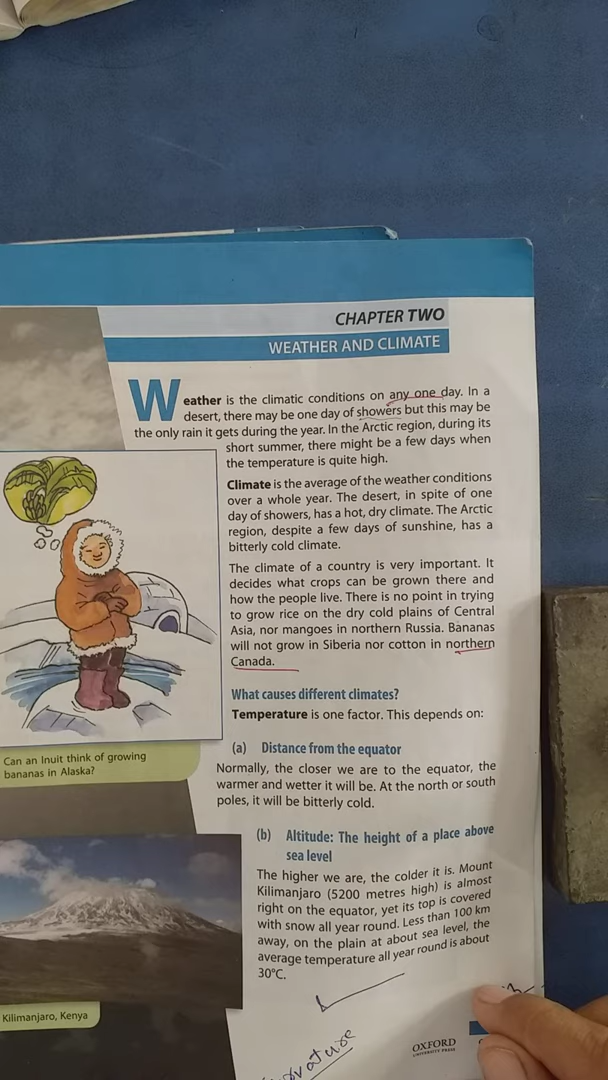 CHAPTER TWO
WEATHER AND CLIMATE
Weather is the climatic conditions on any one day. In a
desert, there may be one day of showers but this may be
the only rain it gets during the year. In the Arctic region, during its
short summer, there might be a few days when
the temperature is quite high.
Climate is the average of the weather conditions
over a whole year. The desert, in spite of one
day of showers, has a hot, dry climate. The Arctic
region, despite a few days of sunshine, has a
bitterly cold climate.
The climate of a country is very important. It
decides what crops can be grown there and
how the people live. There is no point in trying
to grow rice on the dry cold plains of Central
Asia, nor mangoes in northern Russia. Bananas
will not grow in Siberia nor cotton in northern
Canada.
Can an Inuit think of growing
bananas in Alaska?
What causes different climates?
Temperature is one factor. This depends on:
(a) Distance from the equator
Normally, the closer we are to the equator, the
warmer and wetter it will be. At the north or south
poles, it will be bitterly cold.
(b) Altitude: The height of a place above
sea level
The higher we are, the colder it is. Mount
Kilimanjaro (5200 metres high) is almost
right on the equator, yet its top is covered
with snow all year round. Less than 100 km
away, on the plain at about sea level, the
average temperature all year round is about
30°C.
Kilimanjaro, Kenya
OXFORD
UNIVERSITY PRESS